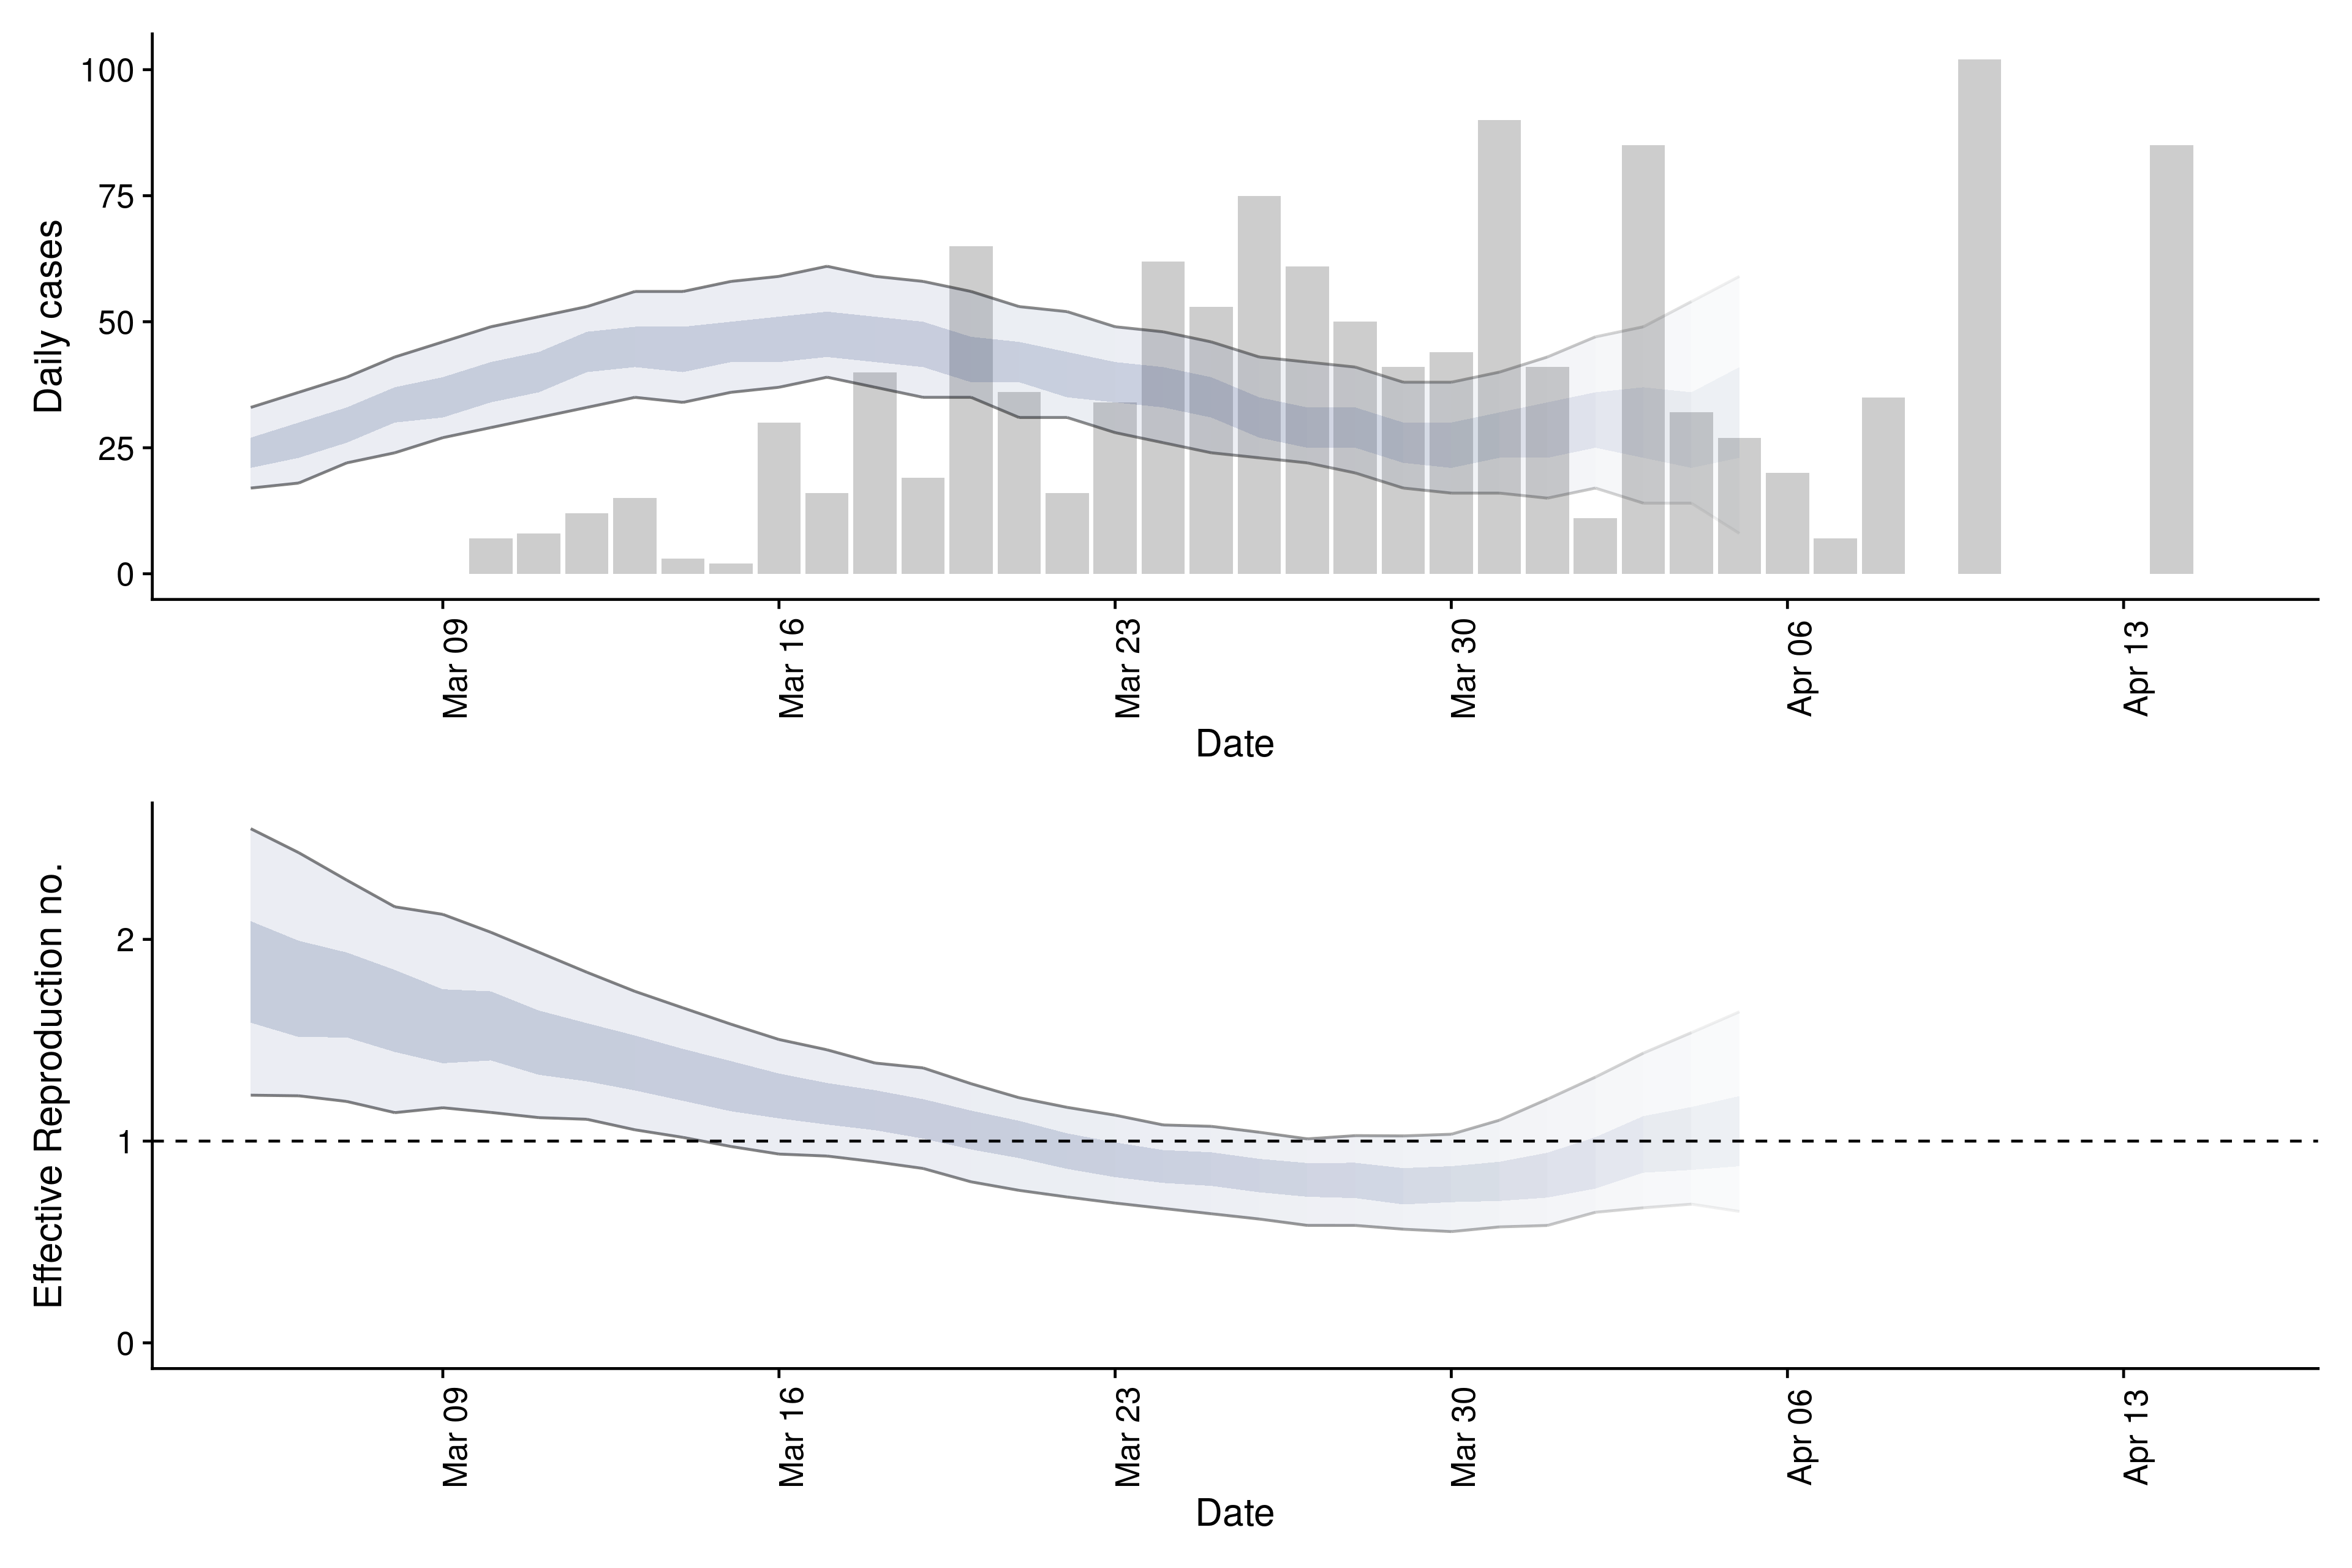 Daily cases
100
75
50
25
0
Mar 09
Mar 16
Mar 23
Mar 30
Apr 06
Apr 13
Date
Effective Reproduction no.
2
1
0
Mar 09
Mar 16
Mar 23
Mar 30
Apr 06
Apr 13
Date